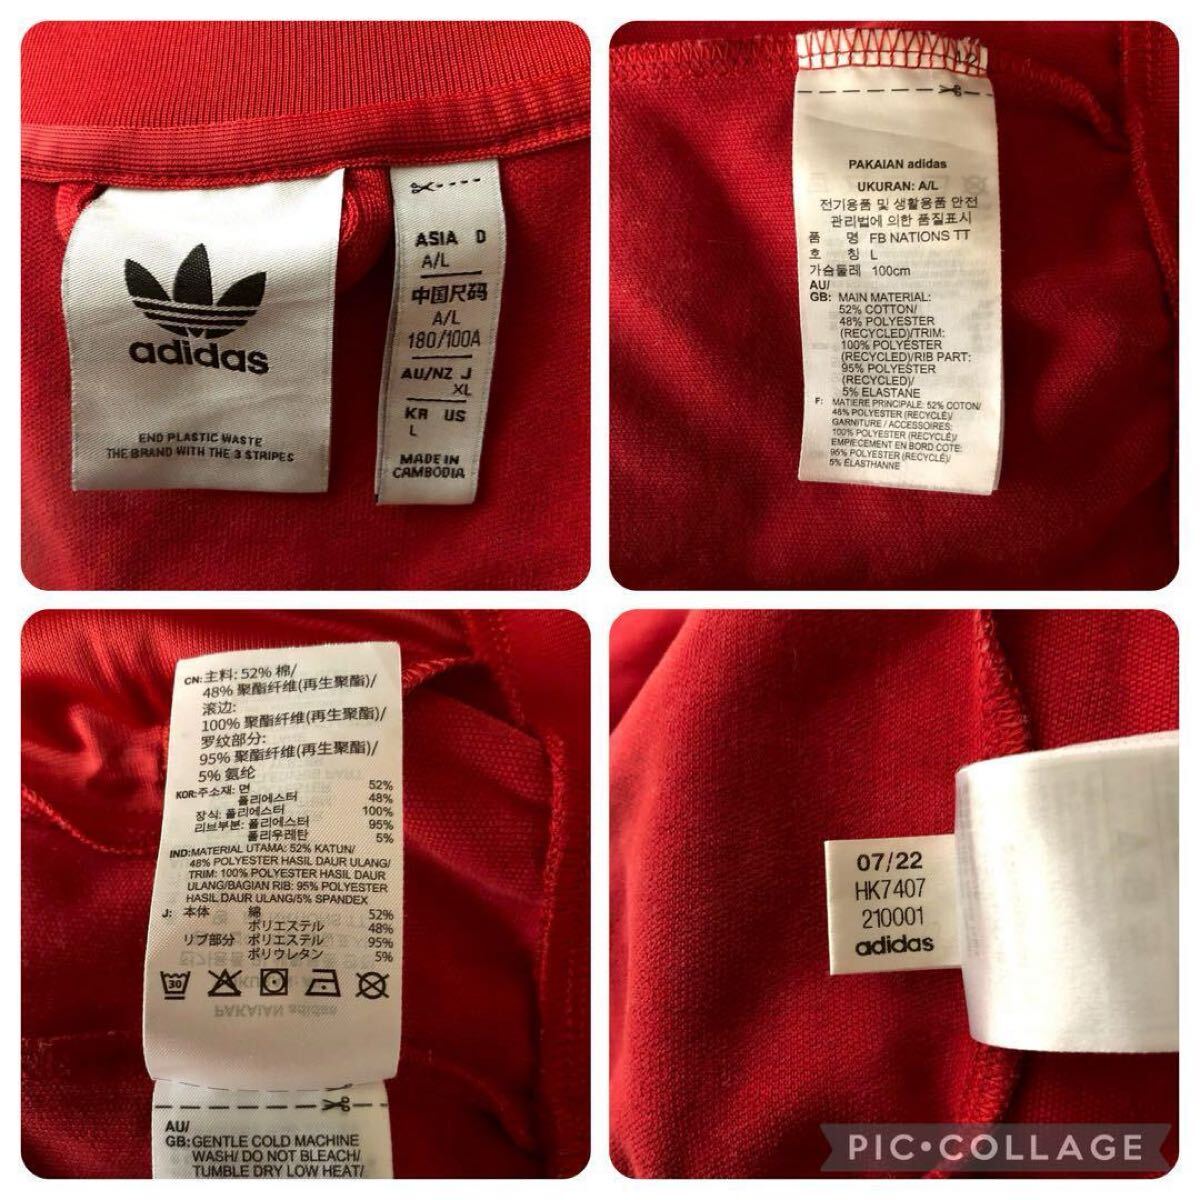 adidas
END PLASTIC WASTE
THE BRAND WITH THE 3 STRIPES
ASIA D
A/L
中国尺码
A/L
180/100A
AU/NZ J
XL
KR US
L
MADE IN
CAMBODIA
PAKAIAN adidas
UKURAN: A/L
전기용품 및 생활용품 안전
관리법에 의한 품질표시
품 명 FB NATIONS TT
호 칭 L
가슴둘레 100cm
AU/
GB: MAIN MATERIAL:
52% COTTON/
48% POLYESTER
(RECYCLED)/TRIM:
100% POLYESTER
(RECYCLED)/RIB PART:
95% POLYESTER
(RECYCLED)/
5% ELASTANE
F: MATIERE PRINCIPALE: 52% COTON/
48% POLYESTER (RECYCLÉ)/
GARNITURE / ACCESSOIRES:
100% POLYESTER (RECYCLÉ)/
EMPIECEMENT EN BORD COTE:
95% POLYESTER (RECYCLÉ)/
5% ÉLASTHANNE
CN: 主料: 52% 棉/
48% 聚酯纤维(再生聚酯)/
滚边:
100% 聚酯纤维(再生聚酯)/
罗纹部分:
95% 聚酯纤维(再生聚酯)/
5% 氨纶
KOR: 주소재: 면 52%
폴리에스터 48%
장식: 폴리에스터 100%
리브부분: 폴리에스터 95%
폴리우레탄 5%
IND: MATERIAL UTAMA: 52% KATUN/
48% POLYESTER HASIL DAUR ULANG/
TRIM: 100% POLYESTER HASIL DAUR
ULANG/BAGIAN RIB: 95% POLYESTER
HASIL DAUR ULANG/5% SPANDEX
J: 本体 綿 52%
ポリエステル 48%
リブ部分 ポリエステル 95%
ポリウレタン 5%
30
AU/
GB: GENTLE COLD MACHINE
WASH/ DO NOT BLEACH/
TUMBLE DRY LOW HEAT/
07/22
HK7407
210001
adidas
PIC•COLLAGE